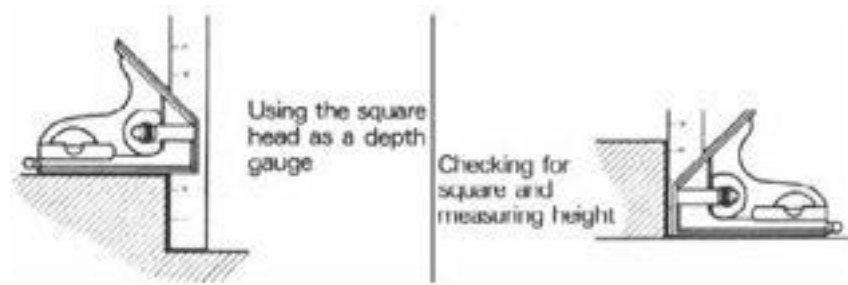 Using the square
head as a depth
gauge
Checking for
square and
measuring height